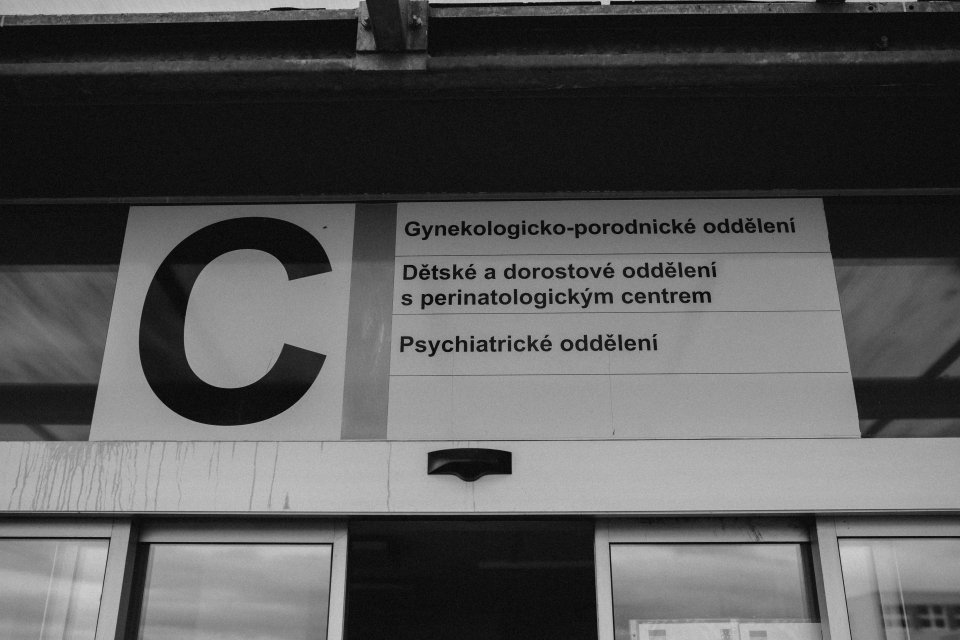 C
Gynekologicko-porodnické oddělení
Dětské a dorostové oddělení
s perinatologickým centrem
Psychiatrické oddělení